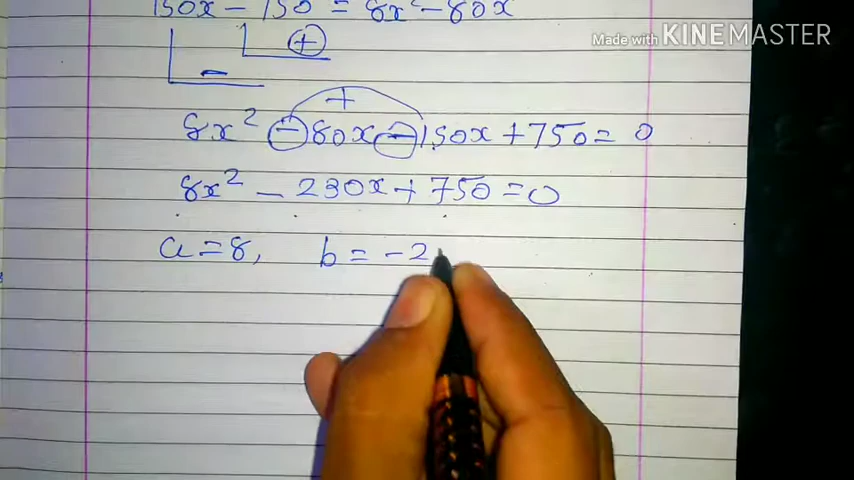 Made with KINEMASTER
150x - 150 = 8x² - 80x
+
-
+
8x² - 80x - 150x + 750 = 0
8x² - 230x + 750 = 0
a = 8, b = -2